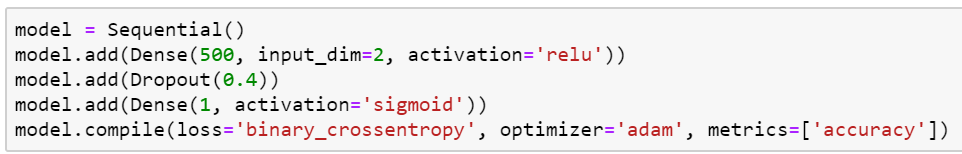 model = Sequential()
model.add(Dense(500, input_dim=2, activation='relu'))
model.add(Dropout(0.4))
model.add(Dense(1, activation='sigmoid'))
model.compile(loss='binary_crossentropy', optimizer='adam', metrics=['accuracy'])